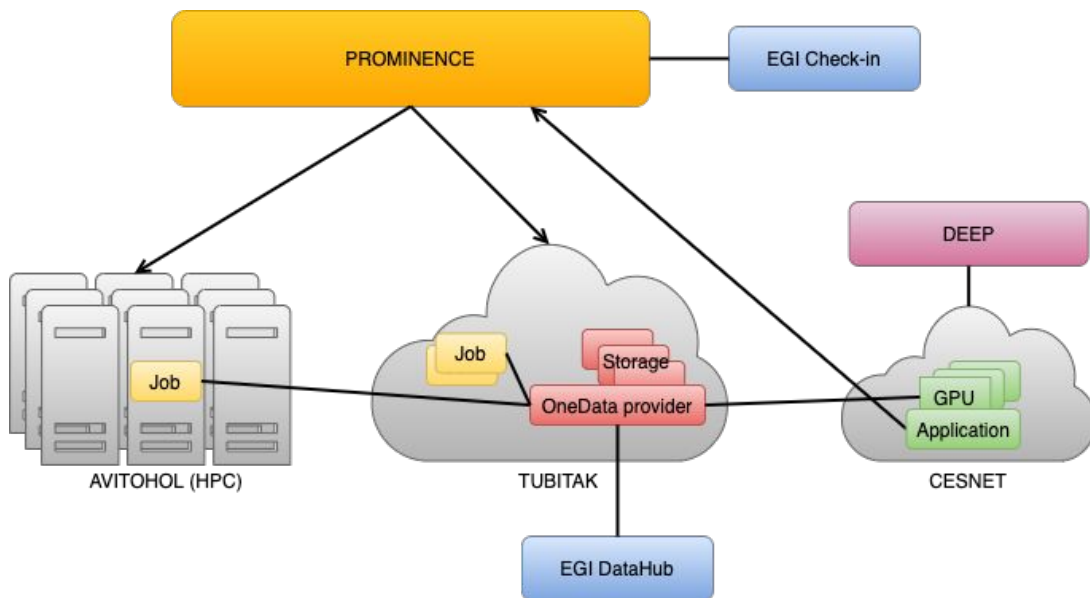 PROMINENCE
EGI Check-in
DEEP
Job
Storage
Job
GPU
OneData provider
Application
AVITOHOL (HPC)
TUBITAK
CESNET
EGI DataHub